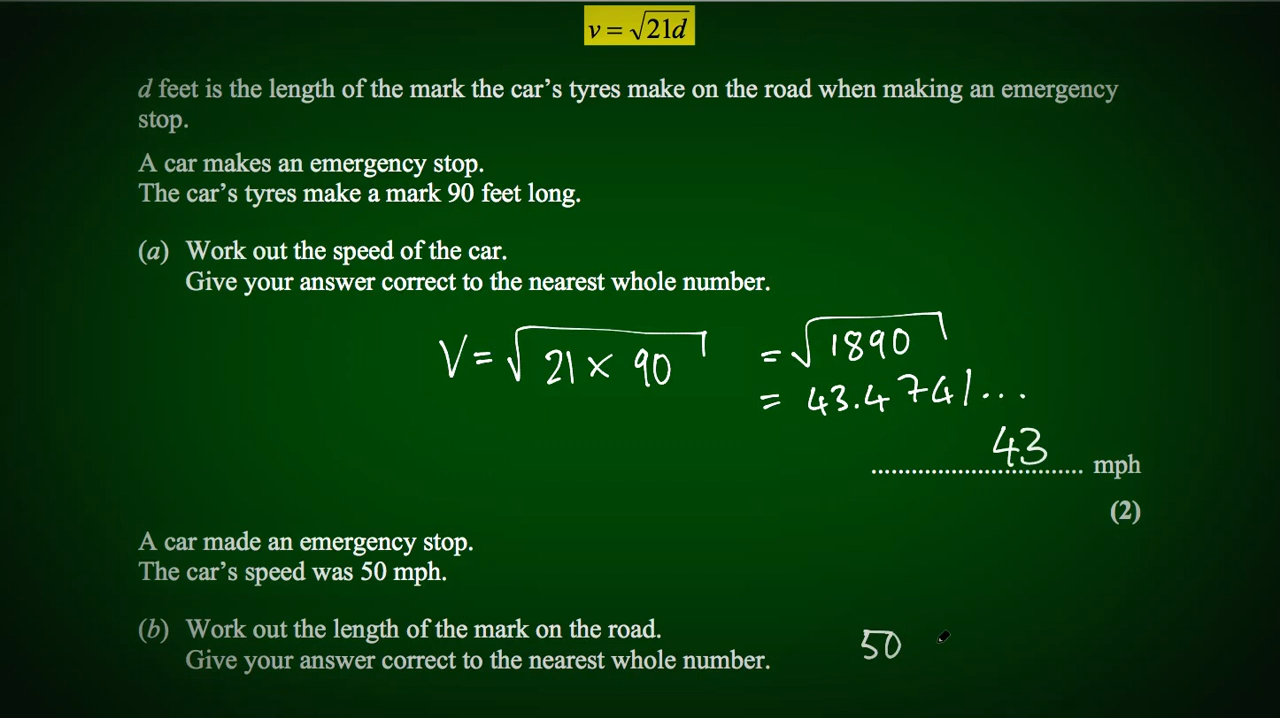 v = √21d
d feet is the length of the mark the car's tyres make on the road when making an emergency
stop.
A car makes an emergency stop.
The car's tyres make a mark 90 feet long.
(a) Work out the speed of the car.
Give your answer correct to the nearest whole number.
V = √21 × 90 = √1890
= 43.4741...
43
.................................. mph
(2)
A car made an emergency stop.
The car's speed was 50 mph.
(b) Work out the length of the mark on the road.
Give your answer correct to the nearest whole number.
50